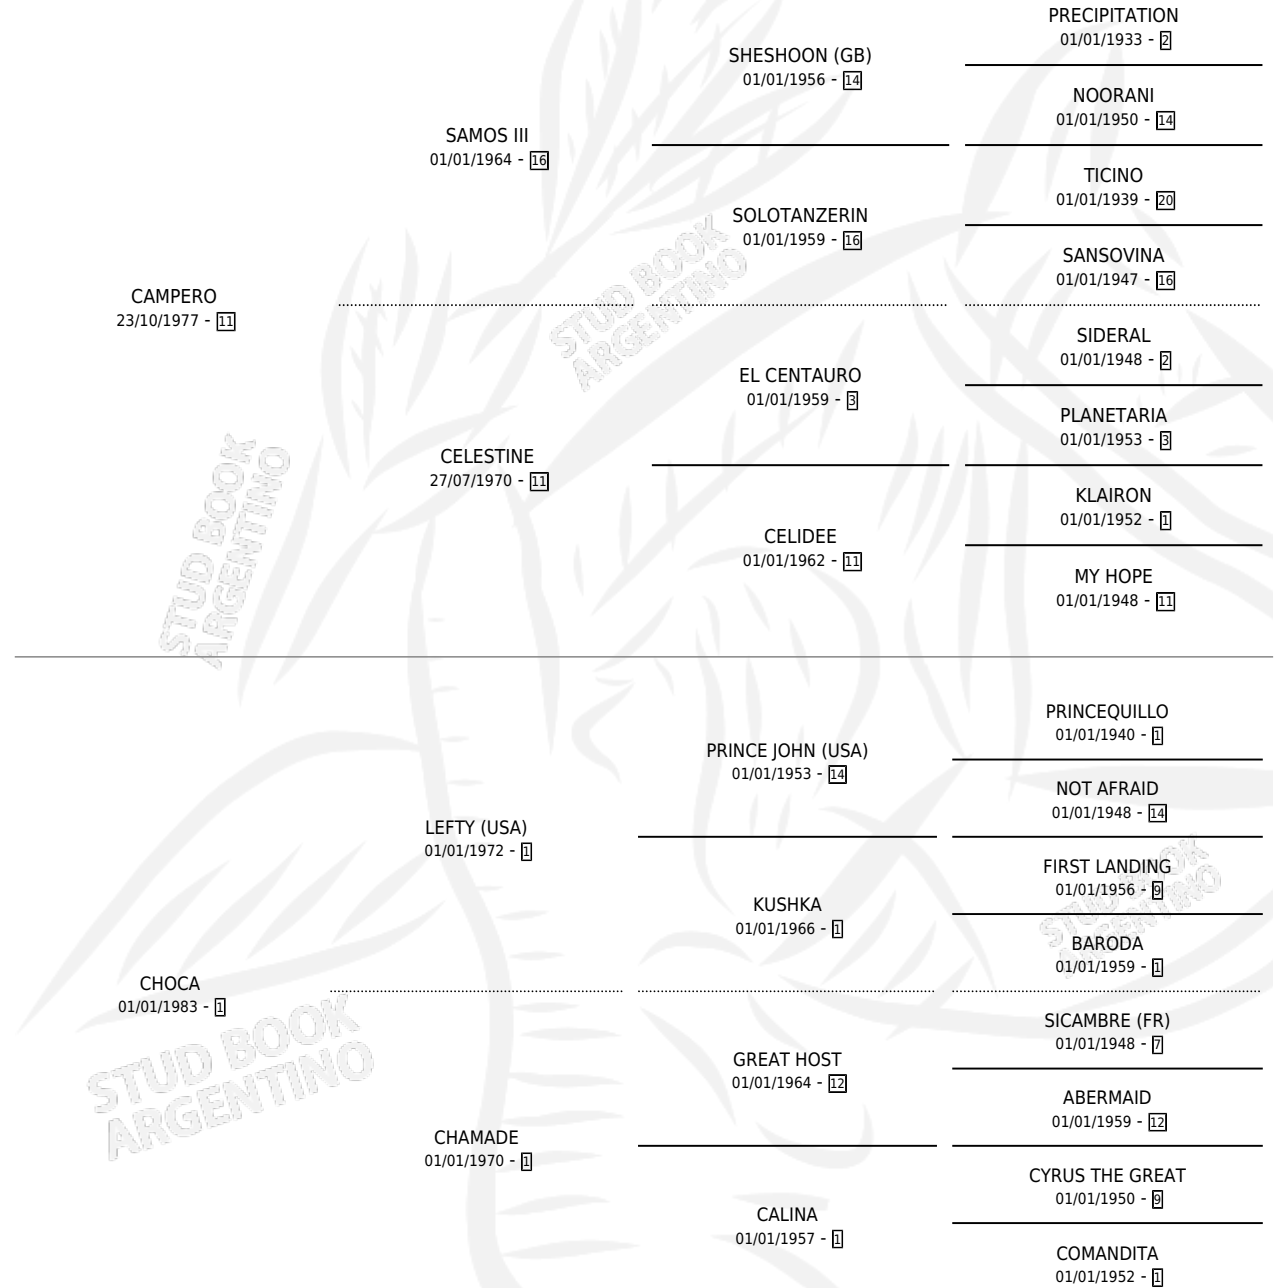 PRECIPITATION
01/01/1933 - 2
SHESHOON (GB)
01/01/1956 - 14
NOORANI
01/01/1950 - 14
SAMOS III
01/01/1964 - 16
TICINO
01/01/1939 - 20
SOLOTANZERIN
01/01/1959 - 16
SANSOVINA
01/01/1947 - 16
CAMPERO
23/10/1977 - 11
STUD BOOK
ARGENTINO
SIDERAL
01/01/1948 - 2
EL CENTAURO
01/01/1959 - 3
PLANETARIA
01/01/1953 - 3
CELESTINE
27/07/1970 - 11
KLAIRON
01/01/1952 - 1
CELIDEE
01/01/1962 - 11
MY HOPE
01/01/1948 - 11
STUD BOOK
ARGENTINO
PRINCEQUILLO
01/01/1940 - 1
PRINCE JOHN (USA)
01/01/1953 - 14
NOT AFRAID
01/01/1948 - 14
LEFTY (USA)
01/01/1972 - 1
FIRST LANDING
01/01/1956 - 9
KUSHKA
01/01/1966 - 1
BARODA
01/01/1959 - 1
STUD BOOK
ARGENTINO
CHOCA
01/01/1983 - 1
SICAMBRE (FR)
01/01/1948 - 7
GREAT HOST
01/01/1964 - 12
ABERMAID
01/01/1959 - 12
STUD BOOK
ARGENTINO
CHAMADE
01/01/1970 - 1
CYRUS THE GREAT
01/01/1950 - 9
CALINA
01/01/1957 - 1
COMANDITA
01/01/1952 - 1